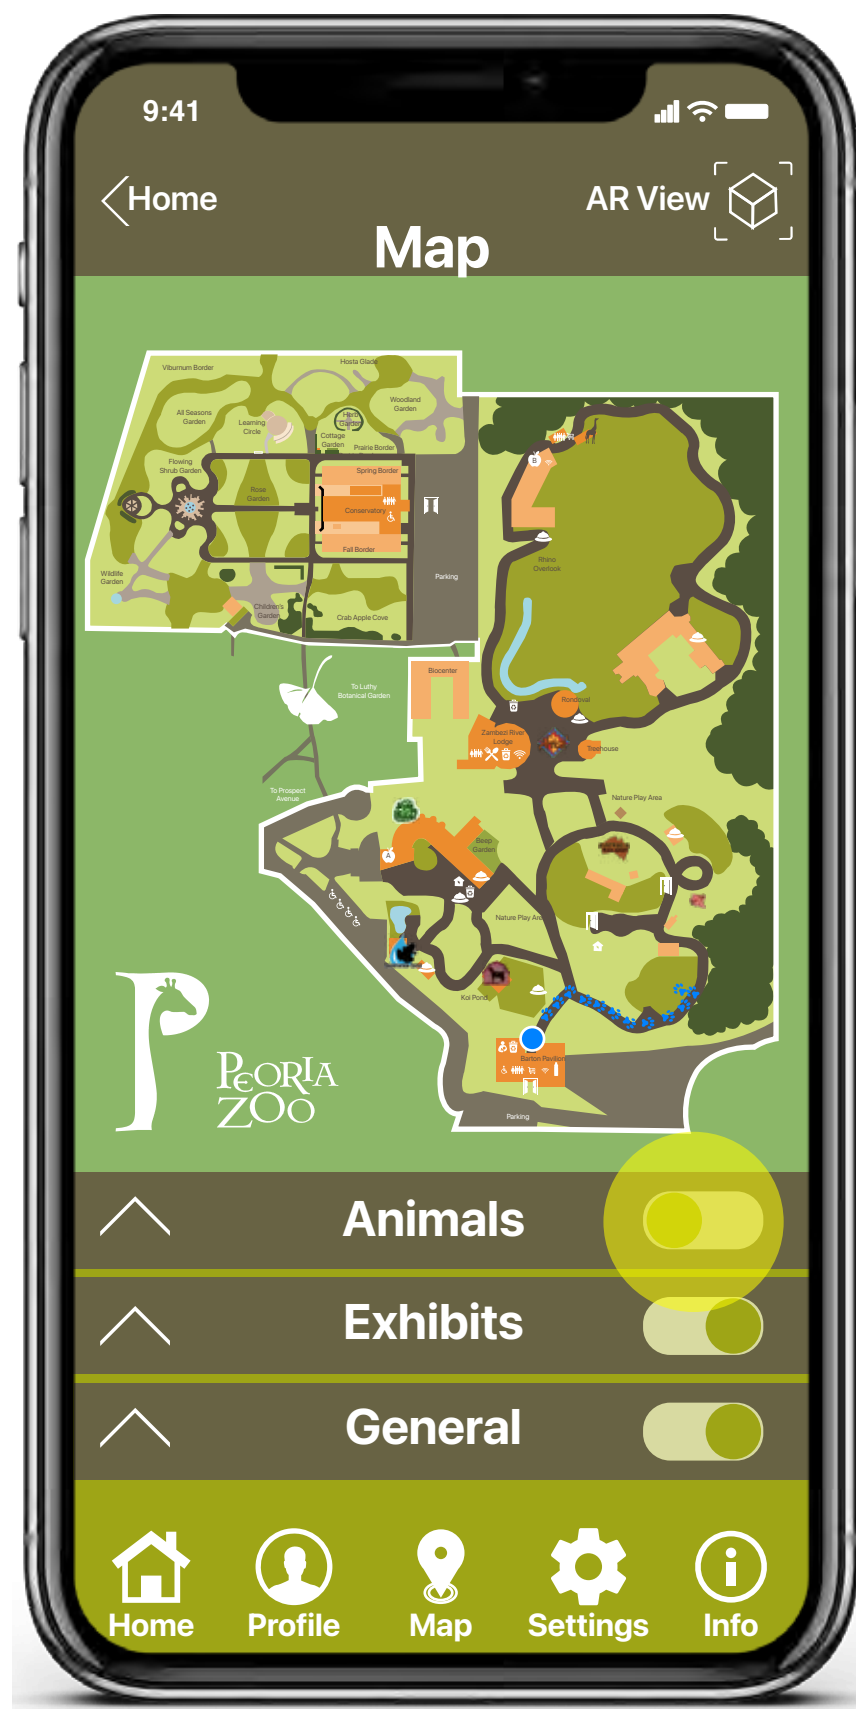 9:41
Home
AR View
Map
Viburnum Border
Hosta Glade
All Seasons
Garden
Learning
Circle
Herb
Garden
Woodland
Garden
Cottage
Garden
Prairie Border
Flowing
Shrub Garden
Spring Border
Rose
Garden
Conservatory
Fall Border
Wildlife
Garden
Children's
Garden
Crab Apple Cove
Parking
B
Rhino
Overlook
Biocenter
To Luthy
Botanical Garden
Rondoval
Zambezi River
Lodge
Treehouse
To Prospect
Avenue
Nature Play Area
Beep
Garden
A
Nature Play Area
Koi Pond
Barton Pavilion
Parking
PEORIA
ZOO
Animals
Exhibits
General
Home
Profile
Map
Settings
Info